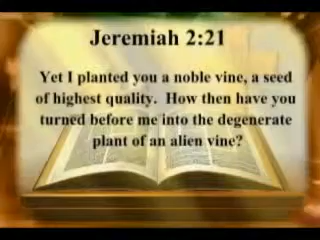 Jeremiah 2:21
Yet I planted you a noble vine, a seed
of highest quality. How then have you
turned before me into the degenerate
plant of an alien vine?